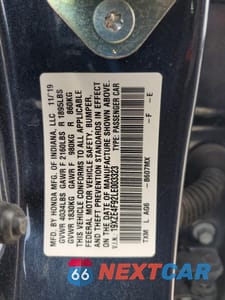 MFD. BY HONDA MFG. OF INDIANA, LLC 11/19
GVWR 4034LBS GAWR F 2160LBS R 1895LBS
GVWR 1830KG GAWR F 980KG R 860KG
THIS VEHICLE CONFORMS TO ALL APPLICABLE
FEDERAL MOTOR VEHICLE SAFETY, BUMPER,
AND THEFT PREVENTION STANDARDS IN EFFECT
ON THE DATE OF MANUFACTURE SHOWN ABOVE.
V.I.N. 19XZE4F92LE003323 TYPE: PASSENGER CAR
TXM L AG6 F E
B607MX F
66 NEXTCAR.COM